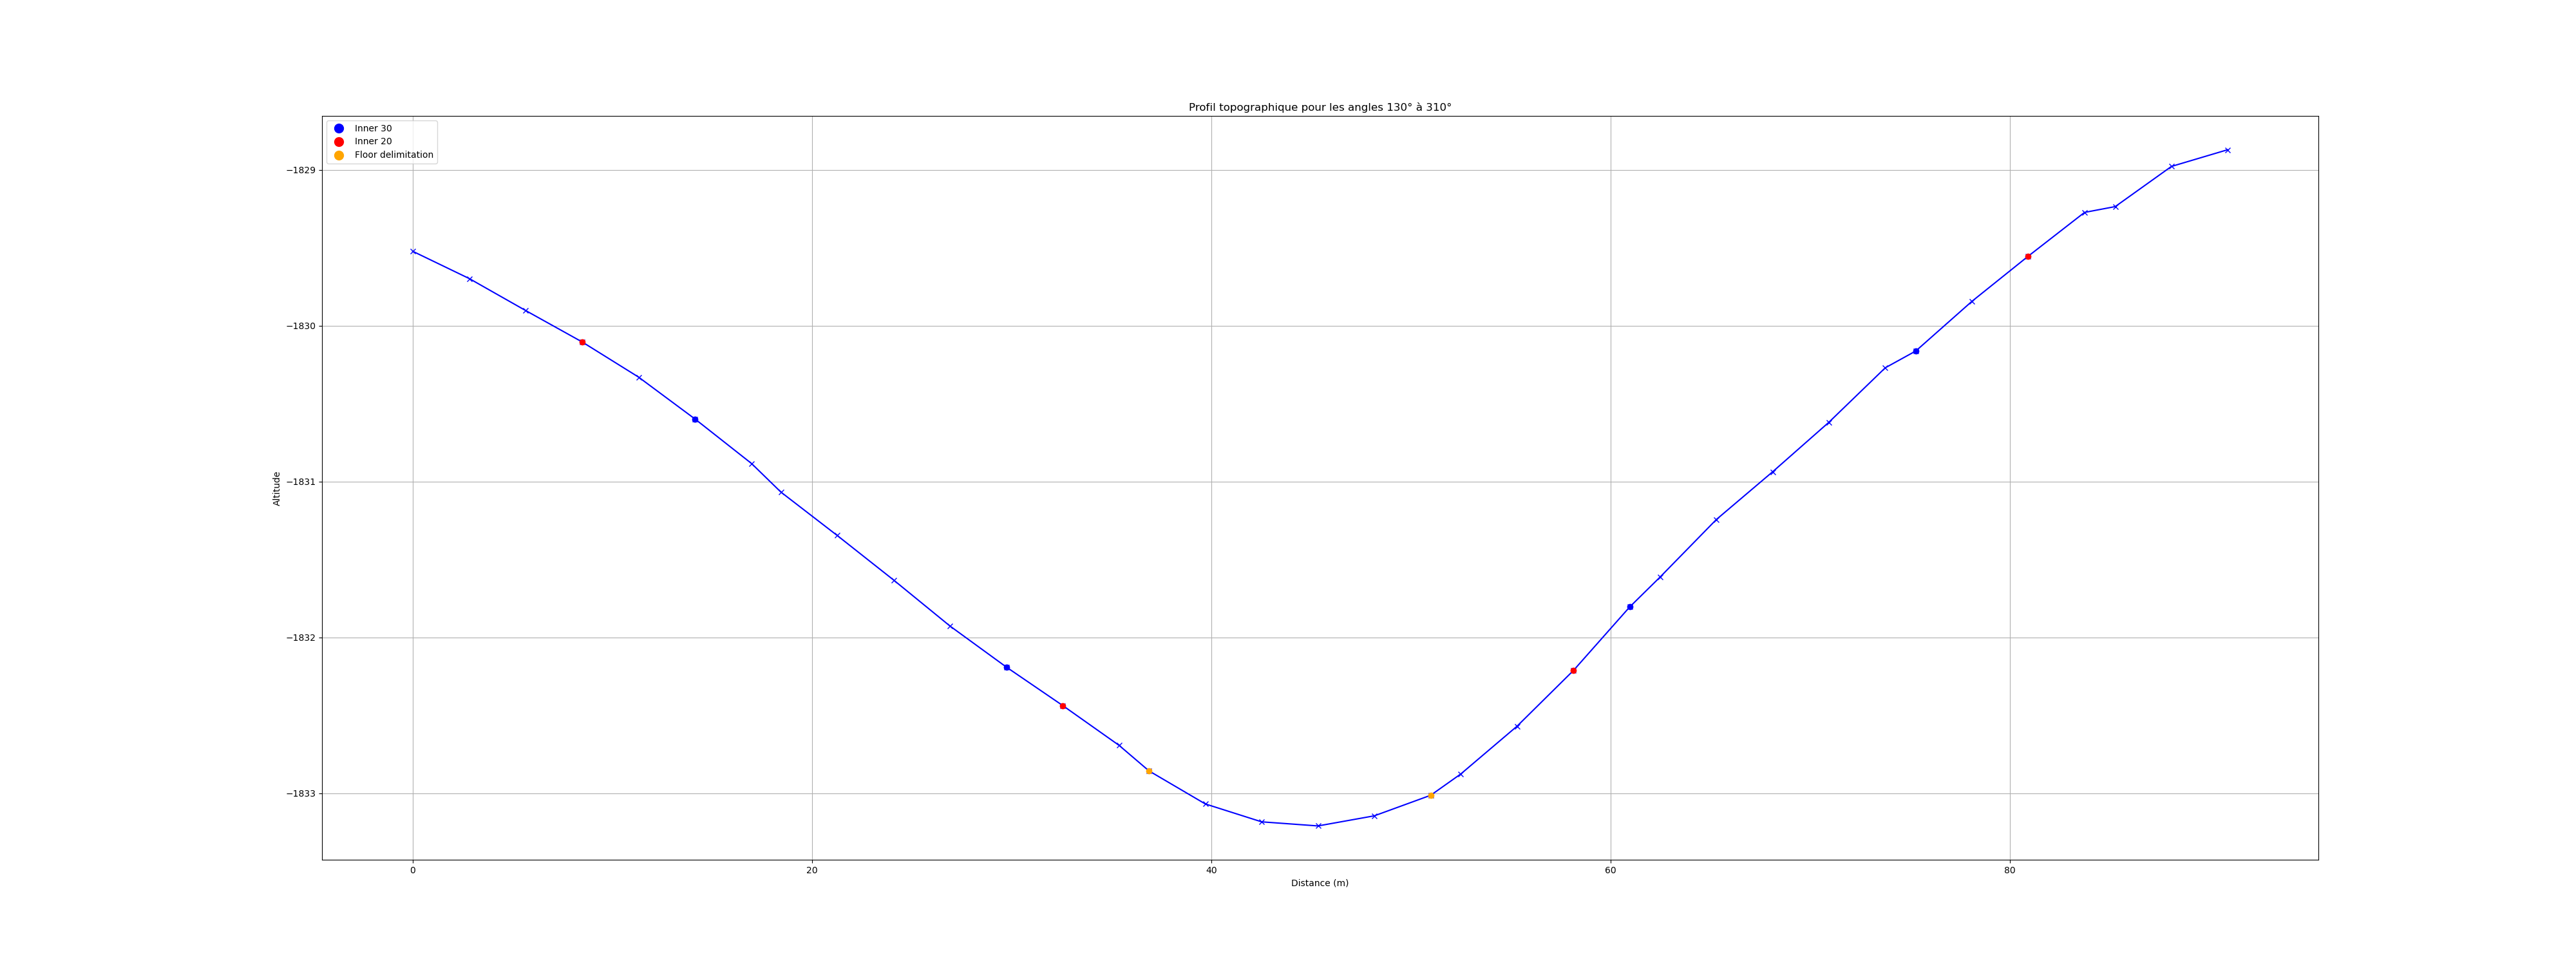 Profil topographique pour les angles 130° à 310°
Inner 30
Inner 20
Floor delimitation
−1829
−1830
−1831
−1832
−1833
Altitude
0 20 40 60 80
Distance (m)